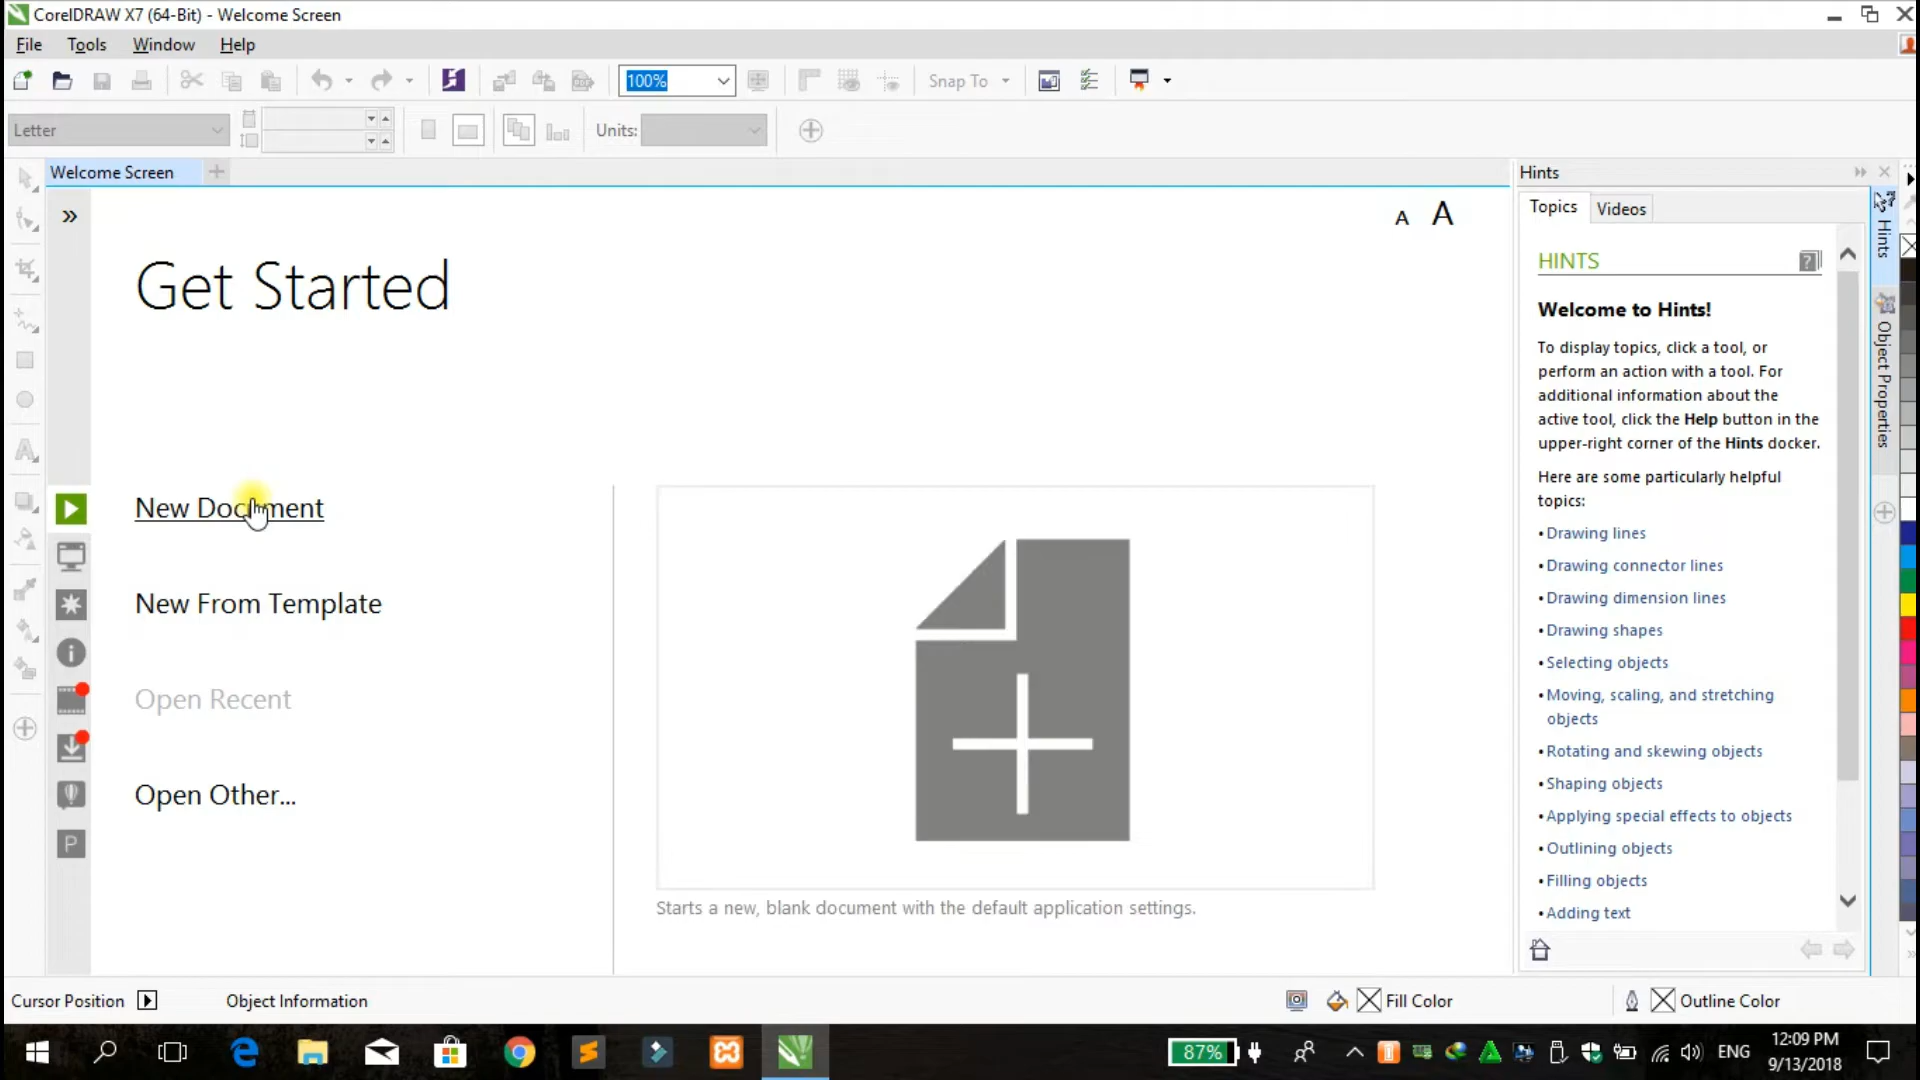 CorelDRAW X7 (64-Bit) - Welcome Screen
File Tools Window Help
100% Snap To
Letter Units:
Welcome Screen
Hints
Topics Videos
A A
Get Started
HINTS
Welcome to Hints!
To display topics, click a tool, or
perform an action with a tool. For
additional information about the
active tool, click the Help button in the
upper-right corner of the Hints docker.
Here are some particularly helpful
topics:
•Drawing lines
•Drawing connector lines
•Drawing dimension lines
•Drawing shapes
•Selecting objects
•Moving, scaling, and stretching
objects
•Rotating and skewing objects
•Shaping objects
•Applying special effects to objects
•Outlining objects
•Filling objects
•Adding text
Hints
Object Properties
New Document
New From Template
Open Recent
Open Other...
P
Starts a new, blank document with the default application settings.
Cursor Position Object Information Fill Color Outline Color
87% ENG 12:09 PM
9/13/2018